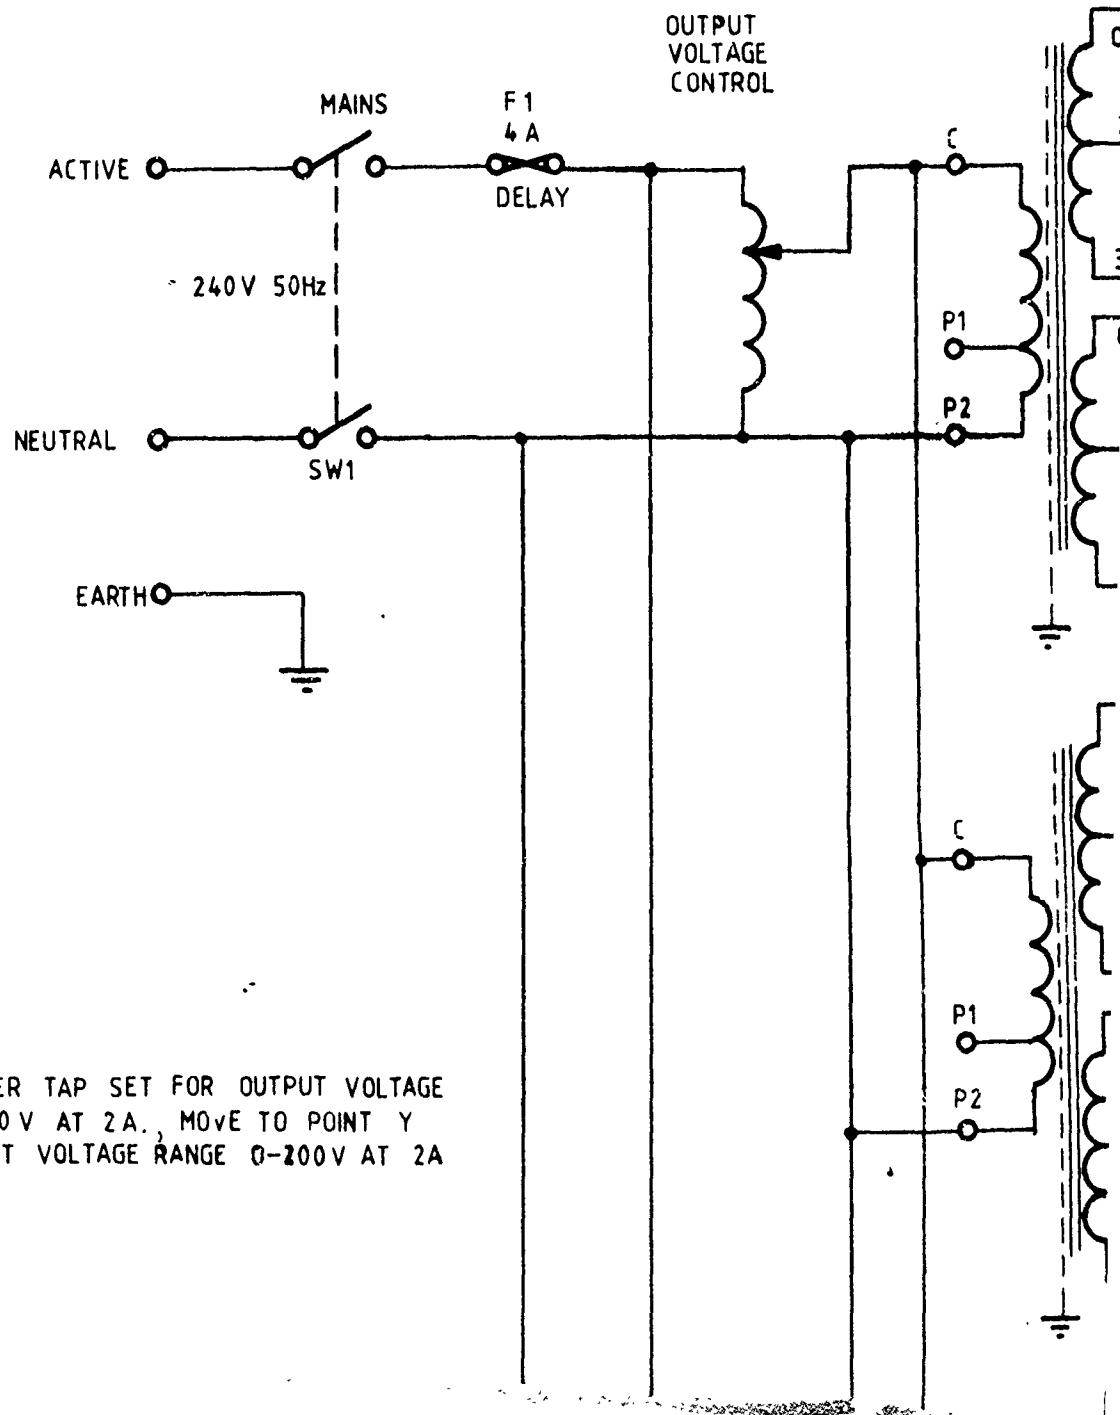 OUTPUT
VOLTAGE
CONTROL
MAINS
F1
4A
DELAY
ACTIVE
C
240V 50Hz
P1
P2
NEUTRAL
SW1
EARTH
C
P1
P2
ER TAP SET FOR OUTPUT VOLTAGE
0V AT 2A., MOvE TO POINT Y
T VOLTAGE RANGE 0-200V AT 2A